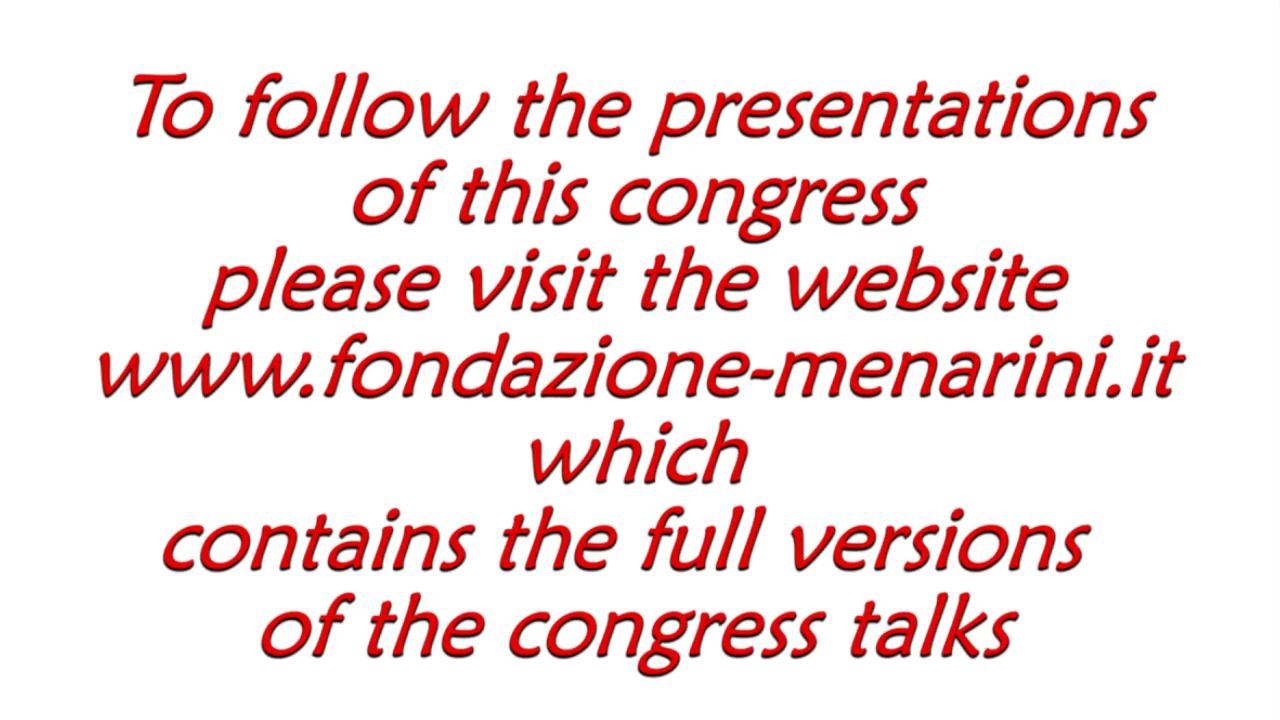 To follow the presentations
of this congress
please visit the website
www.fondazione-menarini.it
which
contains the full versions
of the congress talks